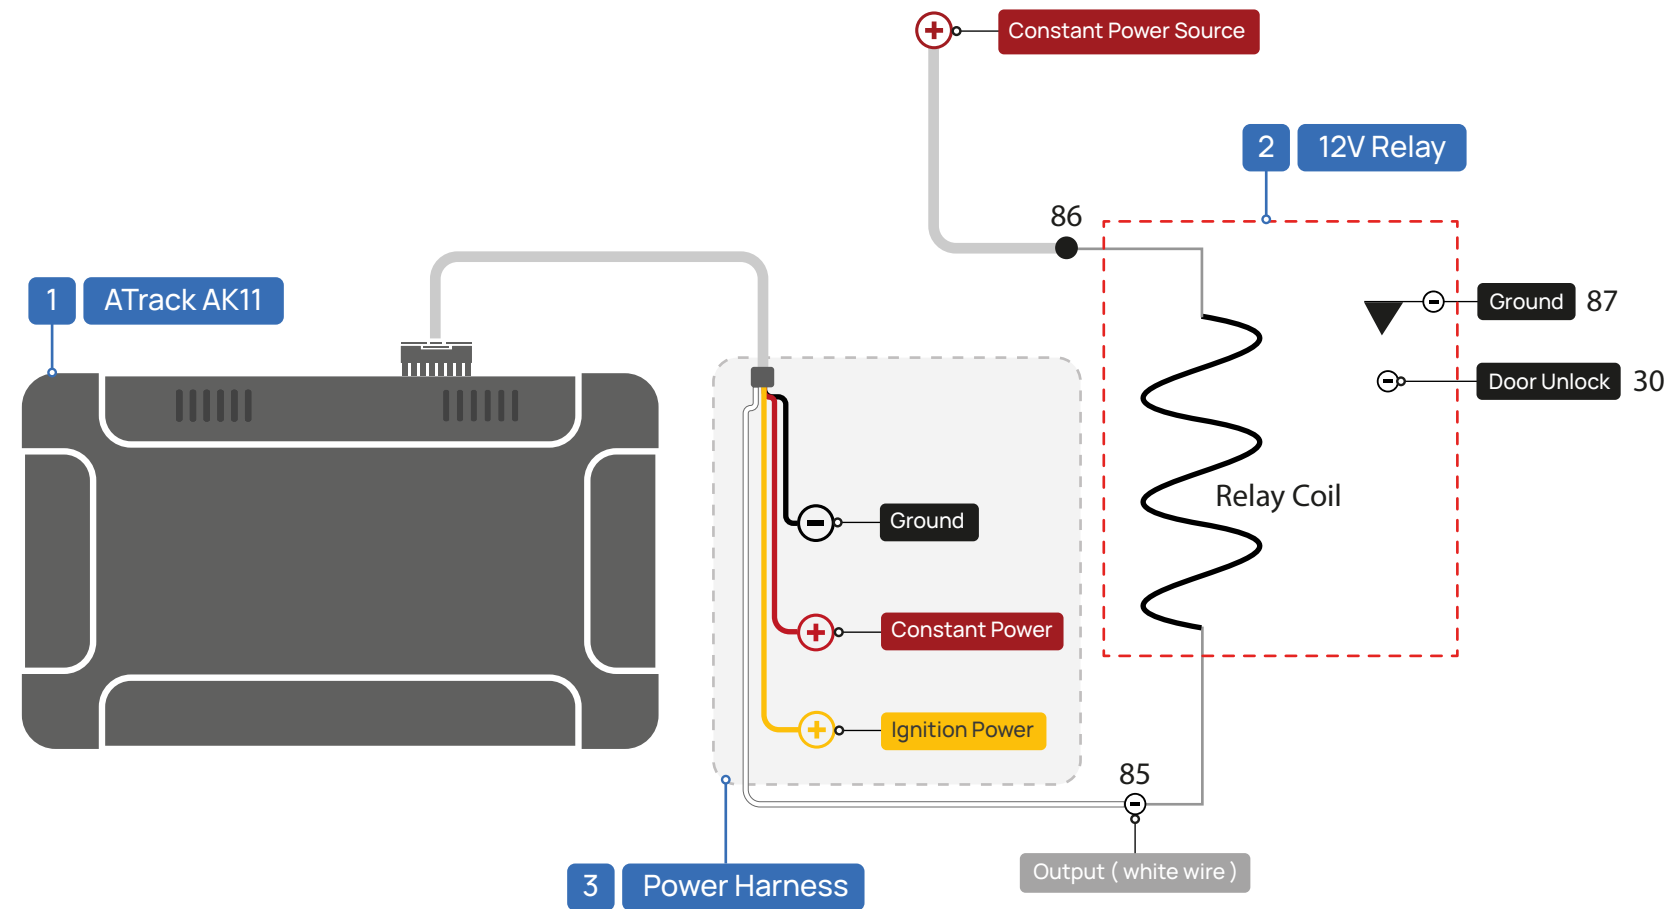 Constant Power Source
2 12V Relay
86
1 ATrack AK11
Ground 87
Door Unlock 30
Relay Coil
Ground
Constant Power
Ignition Power
85
Output ( white wire )
3 Power Harness